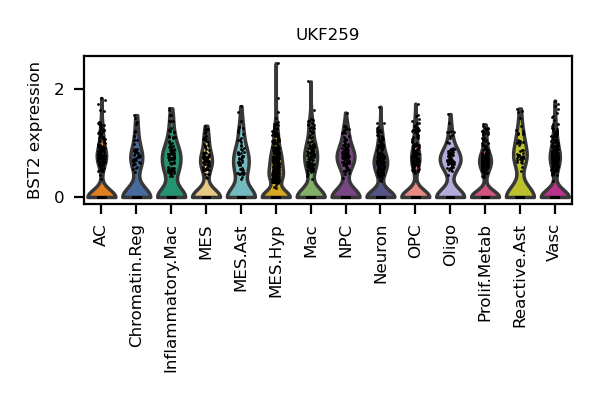 UKF259
BST2 expression
2
0
AC
Chromatin.Reg
Inflammatory.Mac
MES
MES.Ast
MES.Hyp
Mac
NPC
Neuron
OPC
Oligo
Prolif.Metab
Reactive.Ast
Vasc